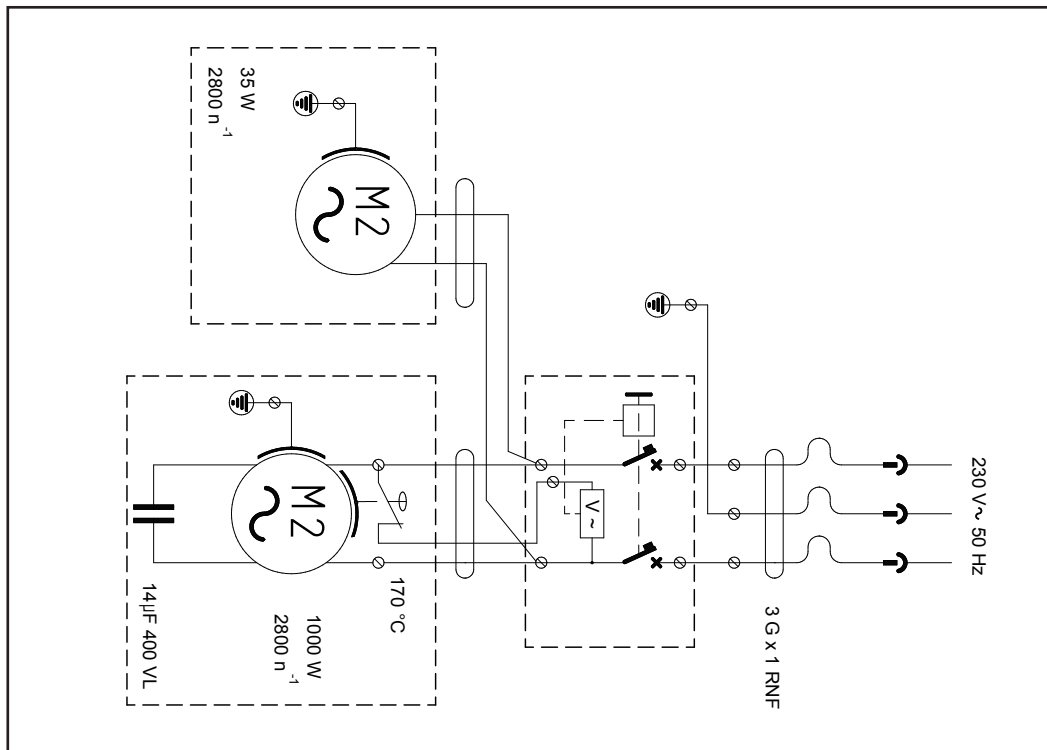 230 V~ 50 Hz
3 G x 1 RNF
V ~
170 °C
M2
1000 W
2800 n⁻¹
M2
35 W
2800 n⁻¹
14µF 400 VL